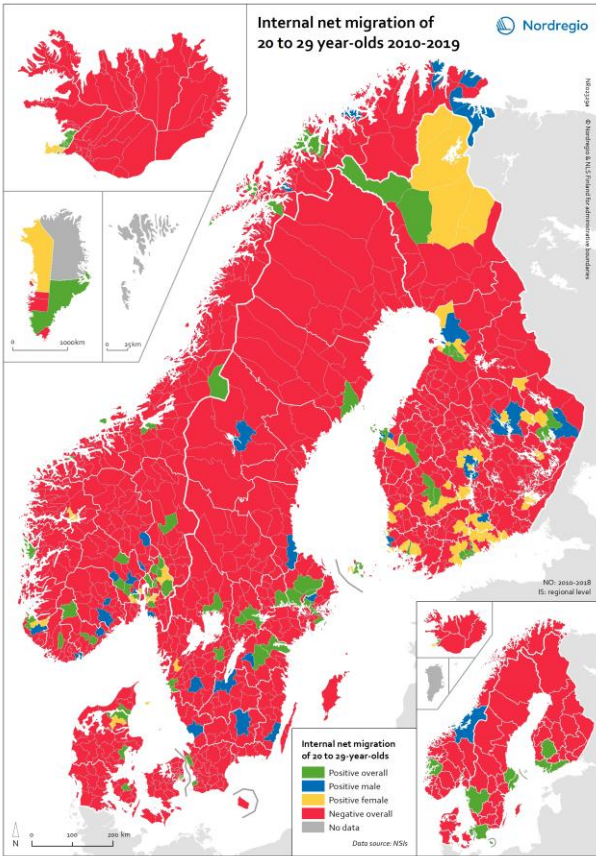 Internal net migration of
20 to 29 year-olds 2010-2019
Nordregio
NR02539a © Nordregio & NLS Finland for administrative boundaries
0 1000km
0 25km
NO: 2010-2018
IS: regional level
Internal net migration
of 20 to 29-year-olds
Positive overall
Positive male
Positive female
Negative overall
No data
Data source: NSIs
N
0 100 200 km